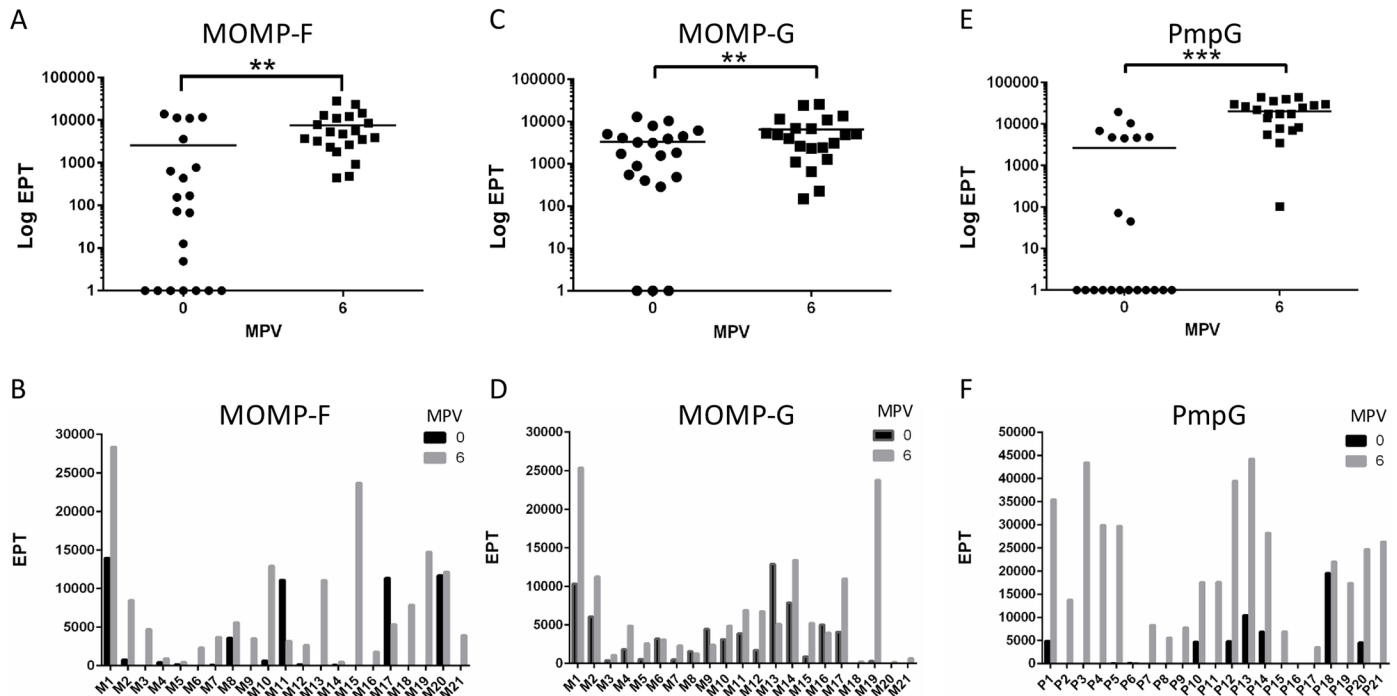 A
MOMP-F
**
100000
10000
1000
100
10
1
Log EPT
0
6
MPV
C
MOMP-G
**
100000
10000
1000
100
10
1
Log EPT
0
6
MPV
E
PmpG
***
100000
10000
1000
100
10
1
Log EPT
0
6
MPV
B
MOMP-F
MPV
0
6
30000
25000
20000
15000
10000
5000
0
EPT
M1 M2 M3 M4 M5 M6 M7 M8 M9 M10 M11 M12 M13 M14 M15 M16 M17 M18 M19 M20 M21
D
MOMP-G
MPV
0
6
30000
25000
20000
15000
10000
5000
0
EPT
M1 M2 M3 M4 M5 M6 M7 M8 M9 M10 M11 M12 M13 M14 M15 M16 M17 M18 M19 M20 M21
F
PmpG
MPV
0
6
50000
45000
40000
35000
30000
25000
20000
15000
10000
5000
0
EPT
P1 P2 P3 P4 P5 P6 P7 P8 P9 P10 P11 P12 P13 P14 P15 P16 P17 P18 P19 P20 P21